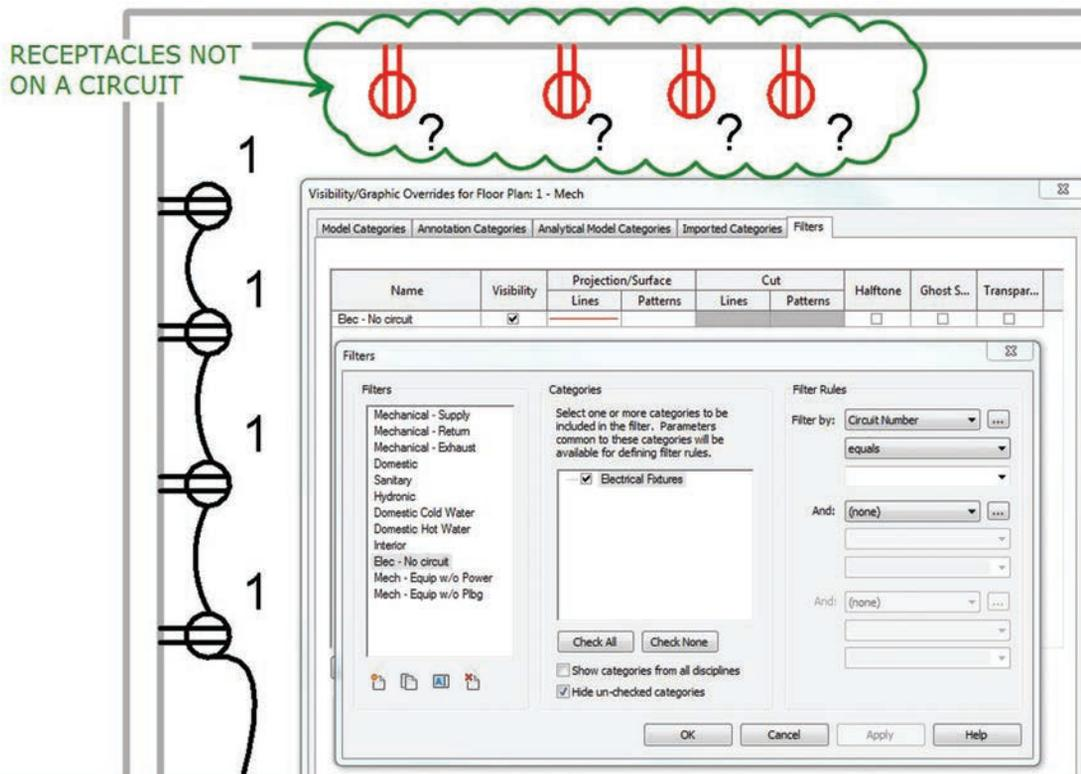 RECEPTACLES NOT
ON A CIRCUIT
? ? ? ?
1
1
1
1
Visibility/Graphic Overrides for Floor Plan: 1 - Mech
Model Categories Annotation Categories Analytical Model Categories Imported Categories Filters
Name Visibility Projection/Surface Cut Halftone Ghost S... Transpar...
Lines Patterns Lines Patterns
Elec - No circuit
Filters
Filters
Mechanical - Supply
Mechanical - Return
Mechanical - Exhaust
Domestic
Sanitary
Hydronic
Domestic Cold Water
Domestic Hot Water
Interior
Elec - No circuit
Mech - Equip w/o Power
Mech - Equip w/o Plbg
Categories
Select one or more categories to be
included in the filter. Parameters
common to these categories will be
available for defining filter rules.
Electrical Fixtures
Check All Check None
Show categories from all disciplines
Hide un-checked categories
Filter Rules
Filter by: Circuit Number ...
equals
And: (none) ...
And: (none) ...
OK Cancel Apply Help